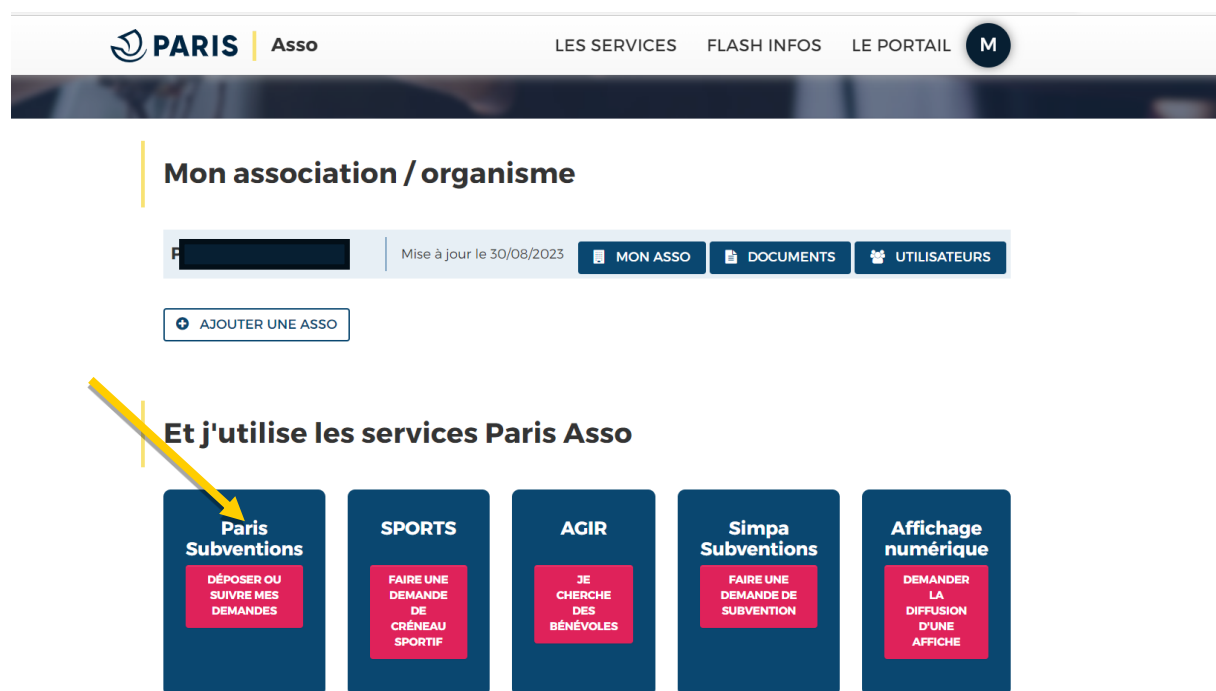 PARIS Asso LES SERVICES FLASH INFOS LE PORTAIL M
Mon association / organisme
P Mise à jour le 30/08/2023 MON ASSO DOCUMENTS UTILISATEURS
AJOUTER UNE ASSO
Et j'utilise les services Paris Asso
Paris
Subventions
DÉPOSER OU
SUIVRE MES
DEMANDES
SPORTS
FAIRE UNE
DEMANDE
DE
CRÉNEAU
SPORTIF
AGIR
JE
CHERCHE
DES
BÉNÉVOLES
Simpa
Subventions
FAIRE UNE
DEMANDE DE
SUBVENTION
Affichage
numérique
DEMANDER
LA
DIFFUSION
D'UNE
AFFICHE